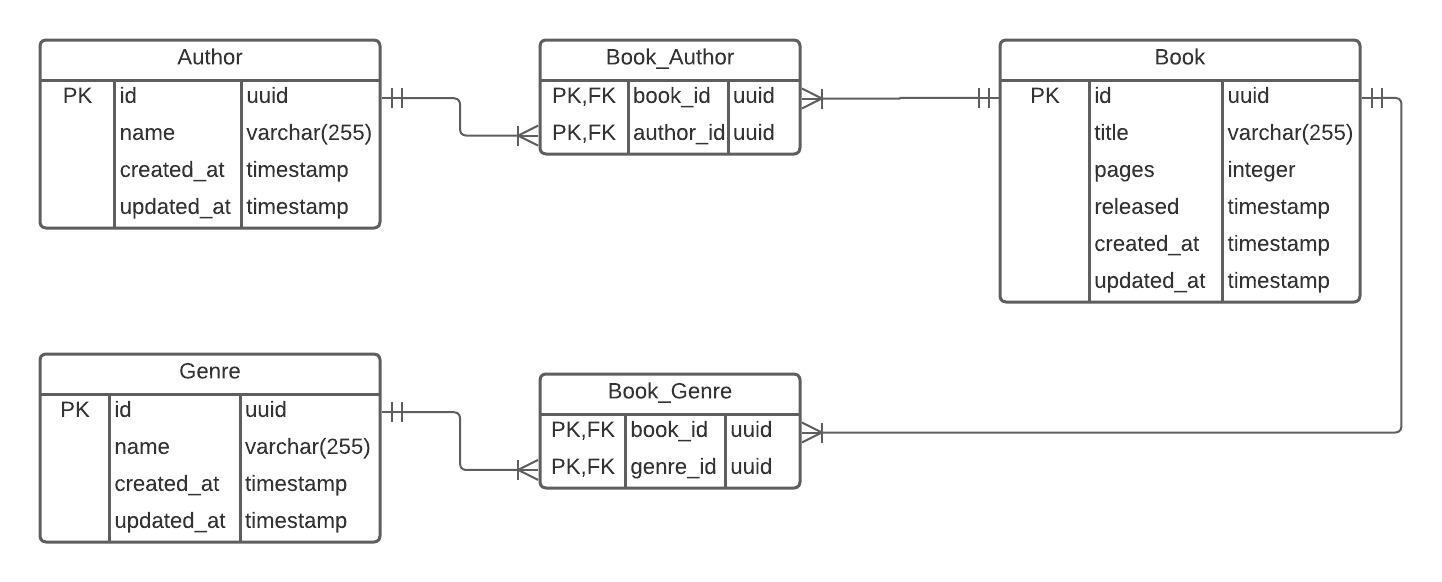 Author
PK id uuid
name varchar(255)
created_at timestamp
updated_at timestamp
Book_Author
PK,FK book_id uuid
PK,FK author_id uuid
Book
PK id uuid
title varchar(255)
pages integer
released timestamp
created_at timestamp
updated_at timestamp
Genre
PK id uuid
name varchar(255)
created_at timestamp
updated_at timestamp
Book_Genre
PK,FK book_id uuid
PK,FK genre_id uuid